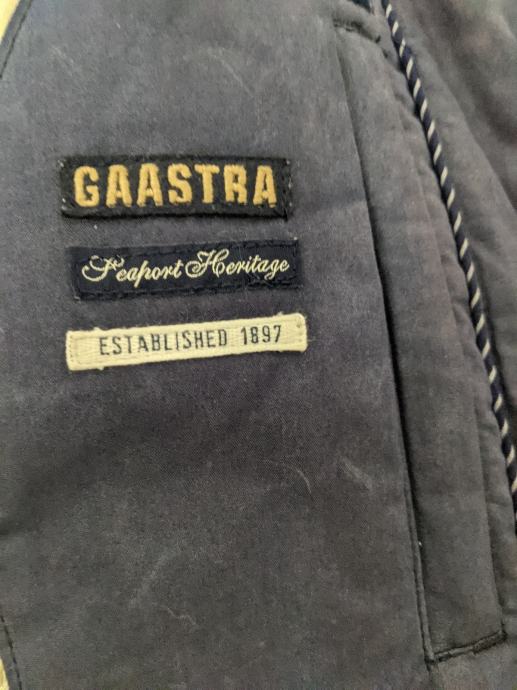 GAASTRA
Seaport Heritage
ESTABLISHED 1897